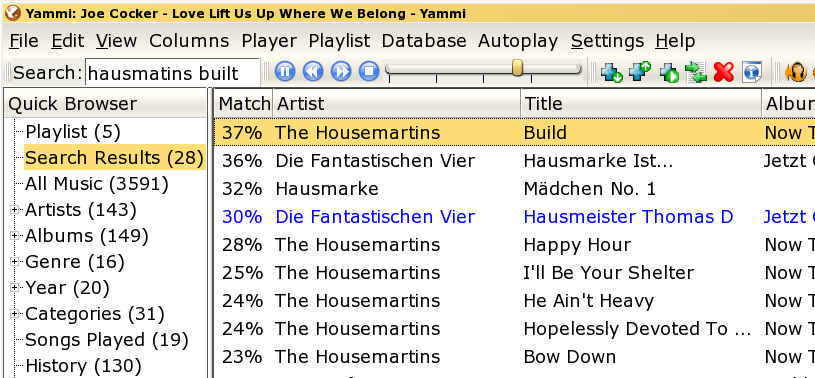 Yammi: Joe Cocker - Love Lift Us Up Where We Belong - Yammi
File Edit View Columns Player Playlist Database Autoplay Settings Help
Search: hausmatins built
Quick Browser
Playlist (5)
Search Results (28)
All Music (3591)
Artists (143)
Albums (149)
Genre (16)
Year (20)
Categories (31)
Songs Played (19)
History (130)
Match Artist Title Albur
37% The Housemartins Build Now T
36% Die Fantastischen Vier Hausmarke Ist... Jetzt G
32% Hausmarke Mädchen No. 1
30% Die Fantastischen Vier Hausmeister Thomas D Jetzt G
28% The Housemartins Happy Hour Now T
25% The Housemartins I'll Be Your Shelter Now T
24% The Housemartins He Ain't Heavy Now T
24% The Housemartins Hopelessly Devoted To ... Now T
23% The Housemartins Bow Down Now T